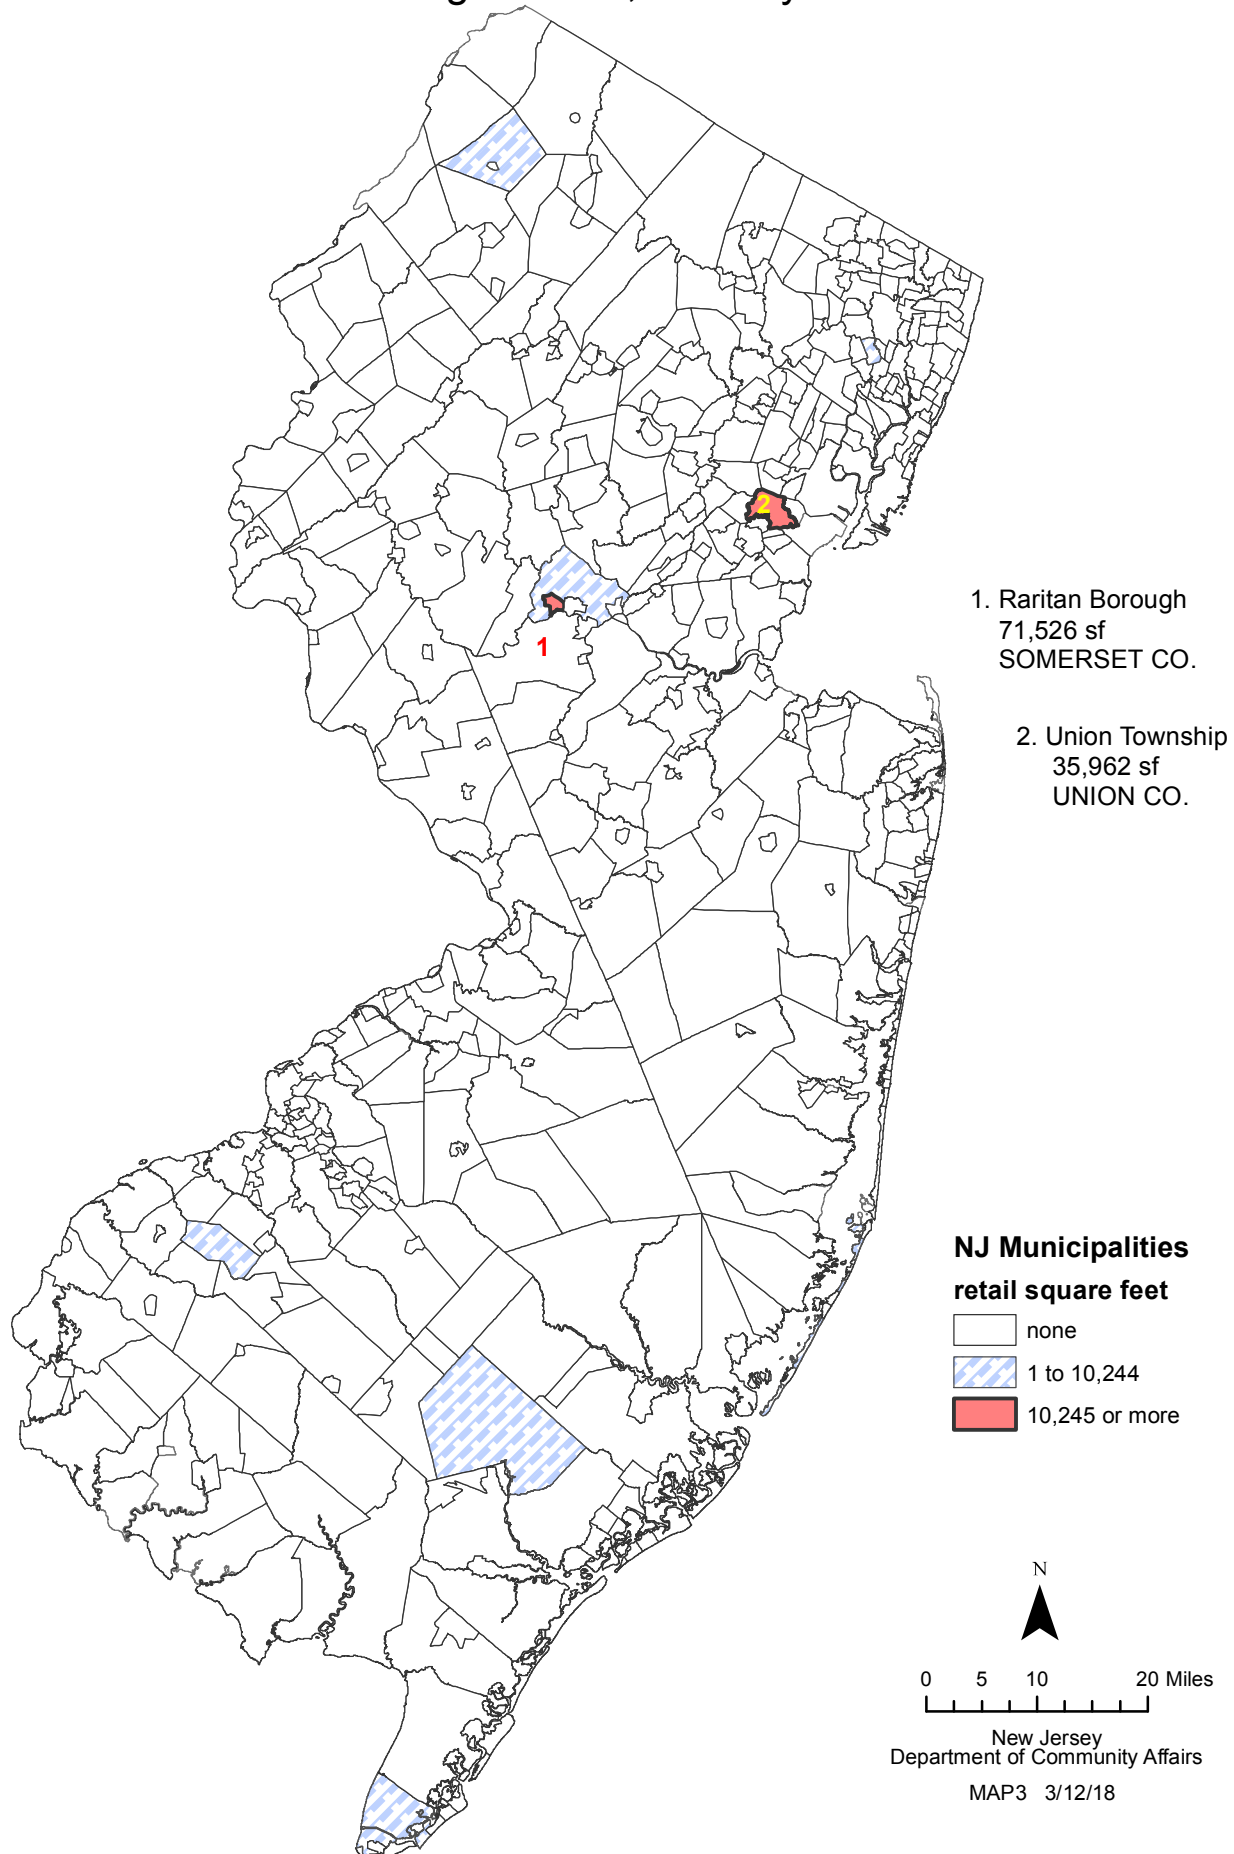 1. Raritan Borough
71,526 sf
SOMERSET CO.
2. Union Township
35,962 sf
UNION CO.
2
1
NJ Municipalities
retail square feet
none
1 to 10,244
10,245 or more
N
0 5 10 20 Miles
New Jersey
Department of Community Affairs
MAP3 3/12/18